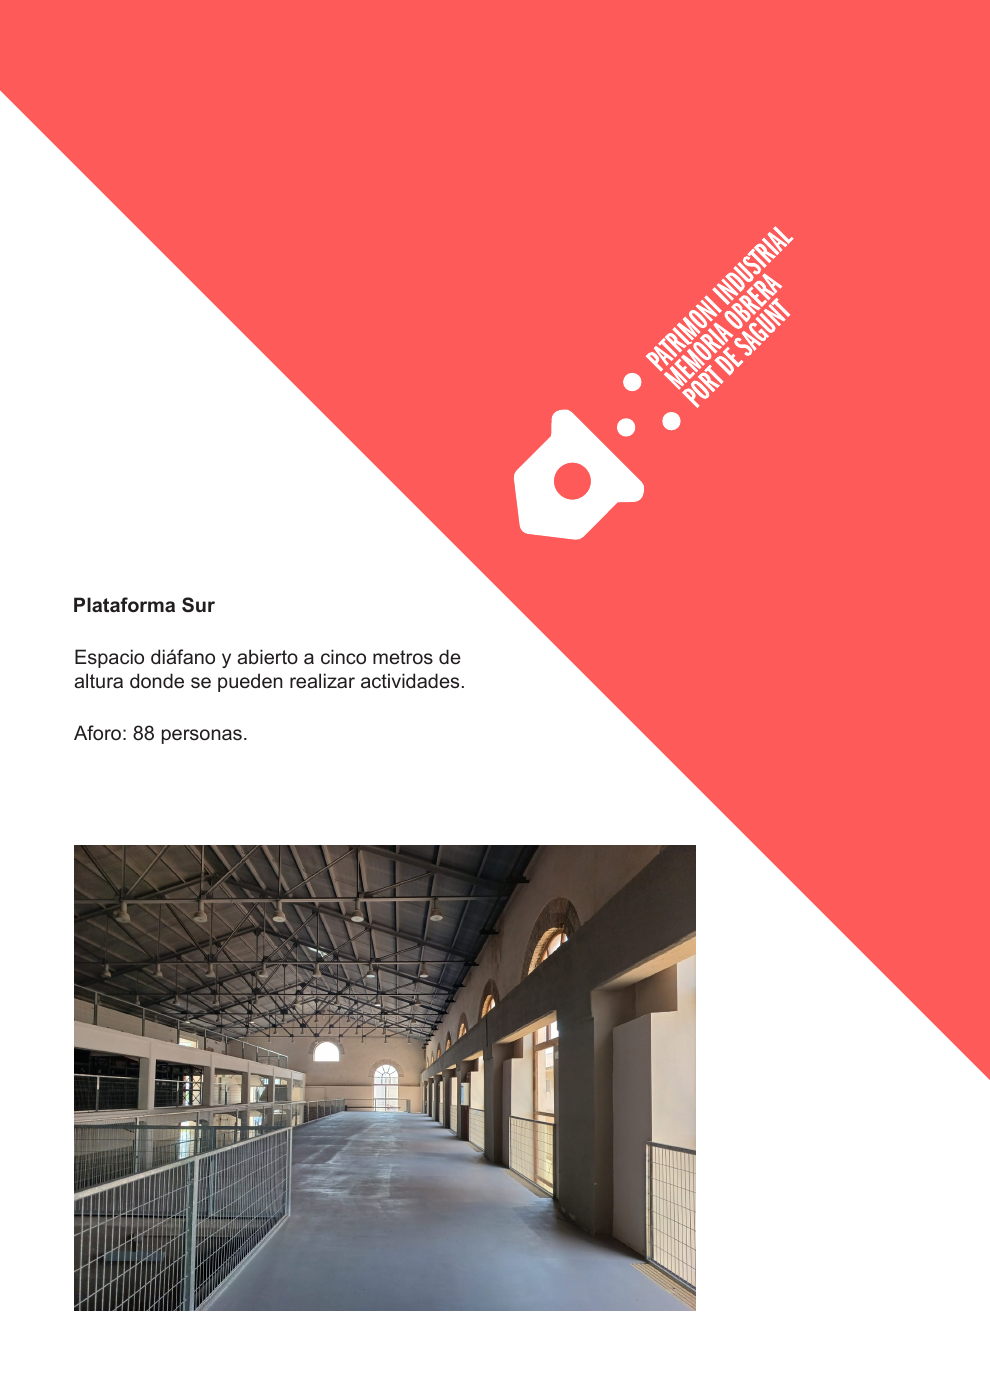 PATRIMONI INDUSTRIAL
MEMORIA OBRERA
PORT DE SAGUNT
Plataforma Sur
Espacio diáfano y abierto a cinco metros de
altura donde se pueden realizar actividades.
Aforo: 88 personas.